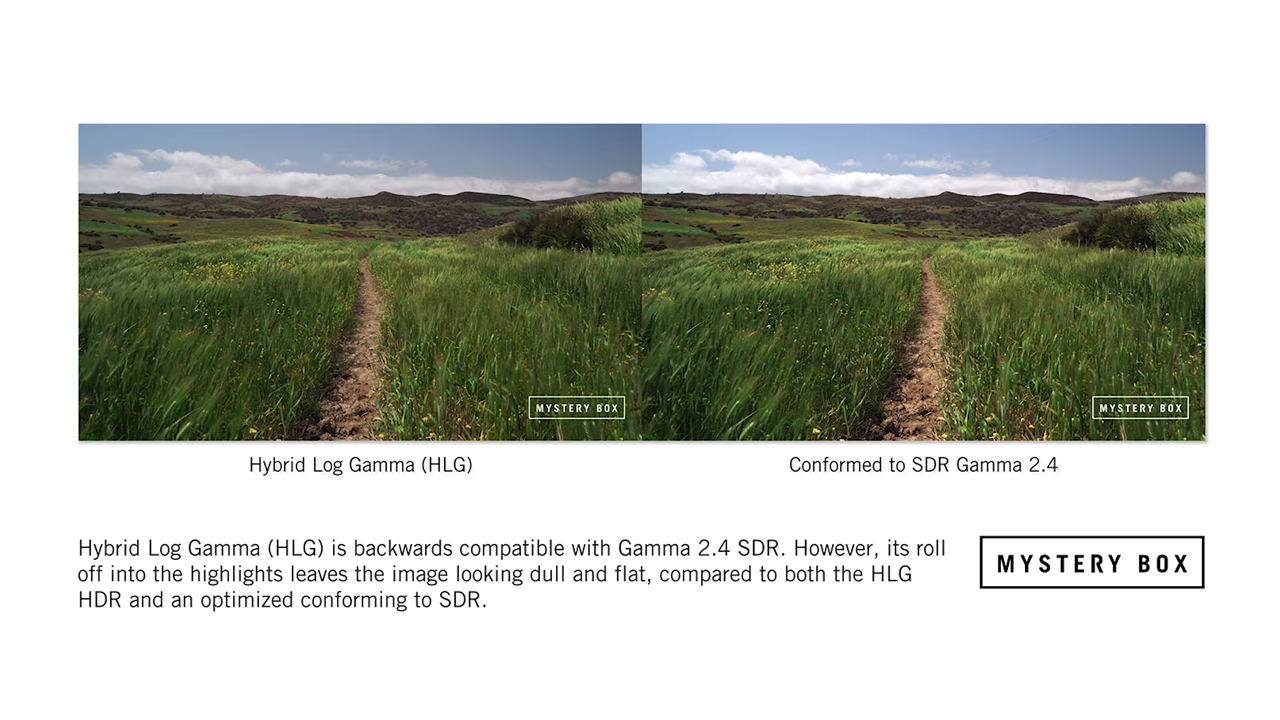 MYSTERY BOX
MYSTERY BOX
Hybrid Log Gamma (HLG)
Conformed to SDR Gamma 2.4
Hybrid Log Gamma (HLG) is backwards compatible with Gamma 2.4 SDR. However, its roll
off into the highlights leaves the image looking dull and flat, compared to both the HLG
HDR and an optimized conforming to SDR.
MYSTERY BOX